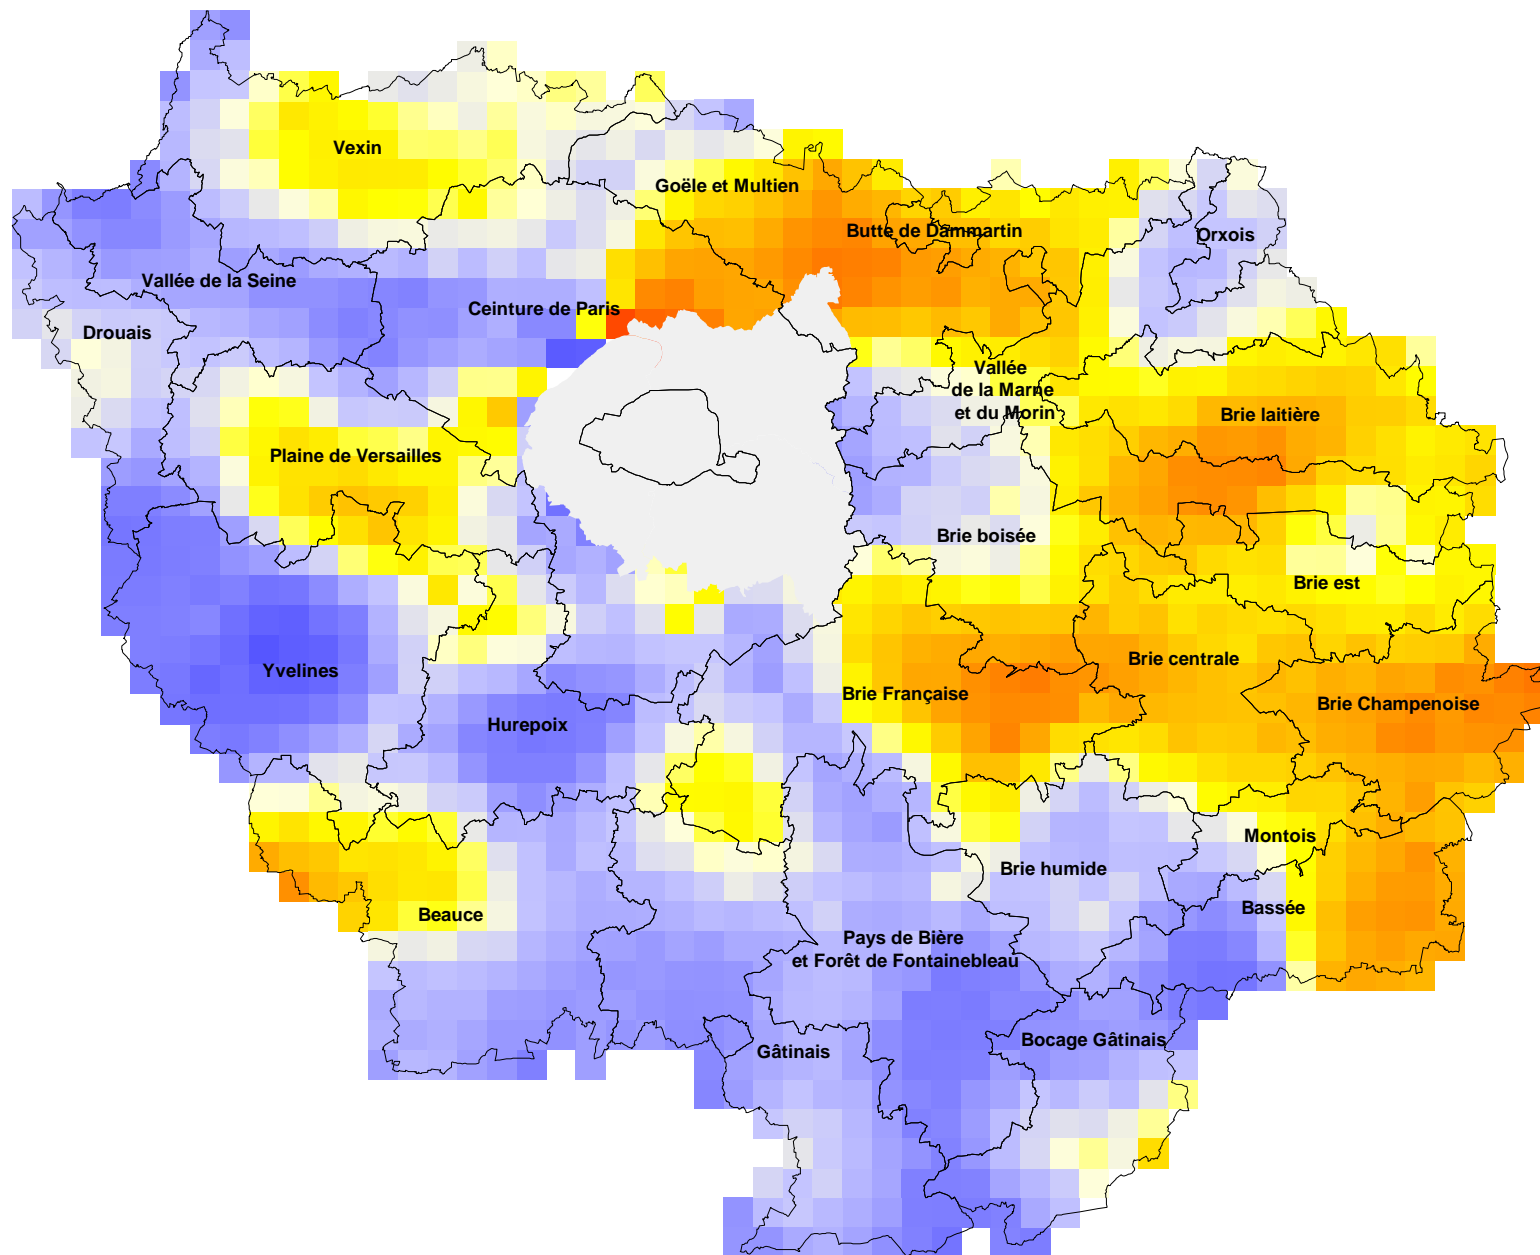 Vexin
Goële et Multien
Butte de Dammartin
Orxois
Vallée de la Seine
Ceinture de Paris
Drouais
Vallée
de la Marne
et du Morin
Brie laitière
Plaine de Versailles
Brie boisée
Brie est
Yvelines
Brie centrale
Brie Française
Brie Champenoise
Hurepoix
Montois
Brie humide
Bassée
Beauce
Pays de Bière
et Forêt de Fontainebleau
Bocage Gâtinais
Gâtinais